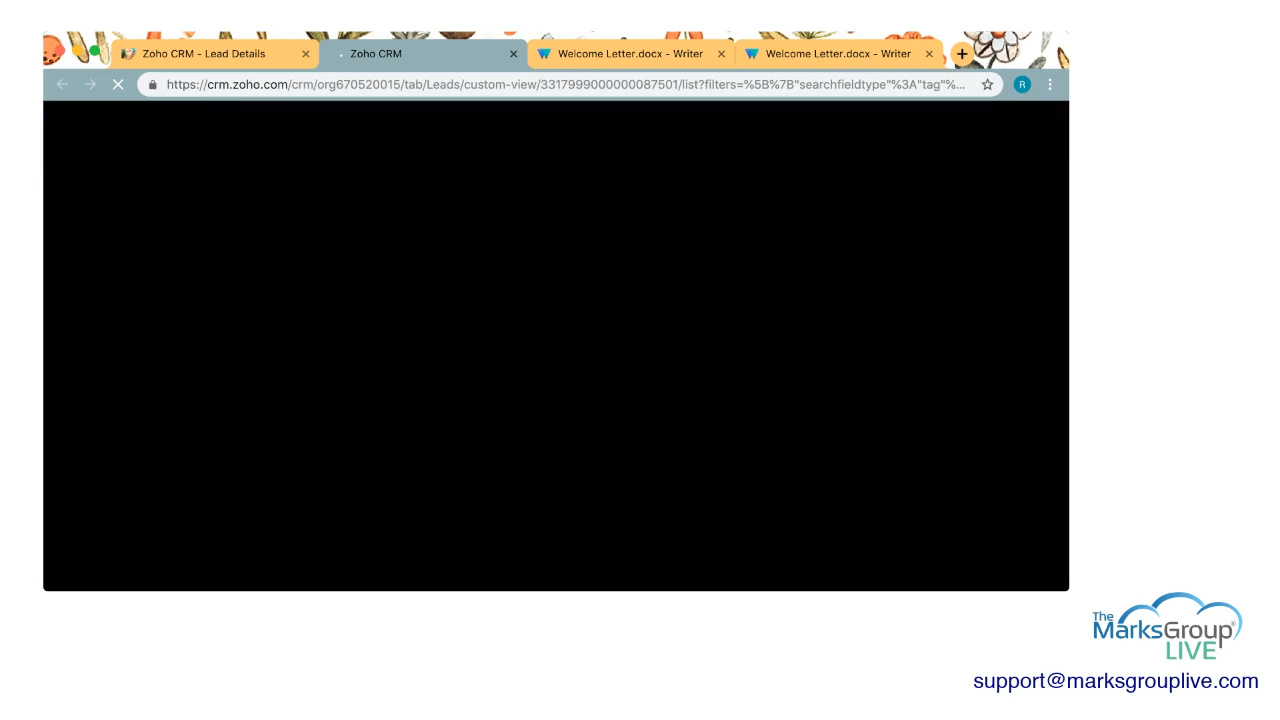 Zoho CRM - Lead Details
Zoho CRM
Welcome Letter.docx - Writer
Welcome Letter.docx - Writer
https://crm.zoho.com/crm/org670520015/tab/Leads/custom-view/3317999000000087501/list?filters=%5B%7B"searchfieldtype"%3A"tag"%...
R
The
MarksGroup®
LIVE
support@marksgrouplive.com